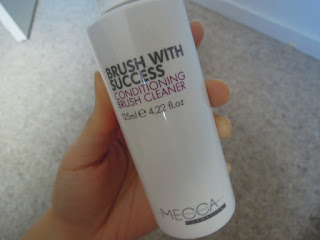 BRUSH WITH
SUCCESS
CONDITIONING
BRUSH CLEANER
125ml e 4.22 fl.oz
MECCA